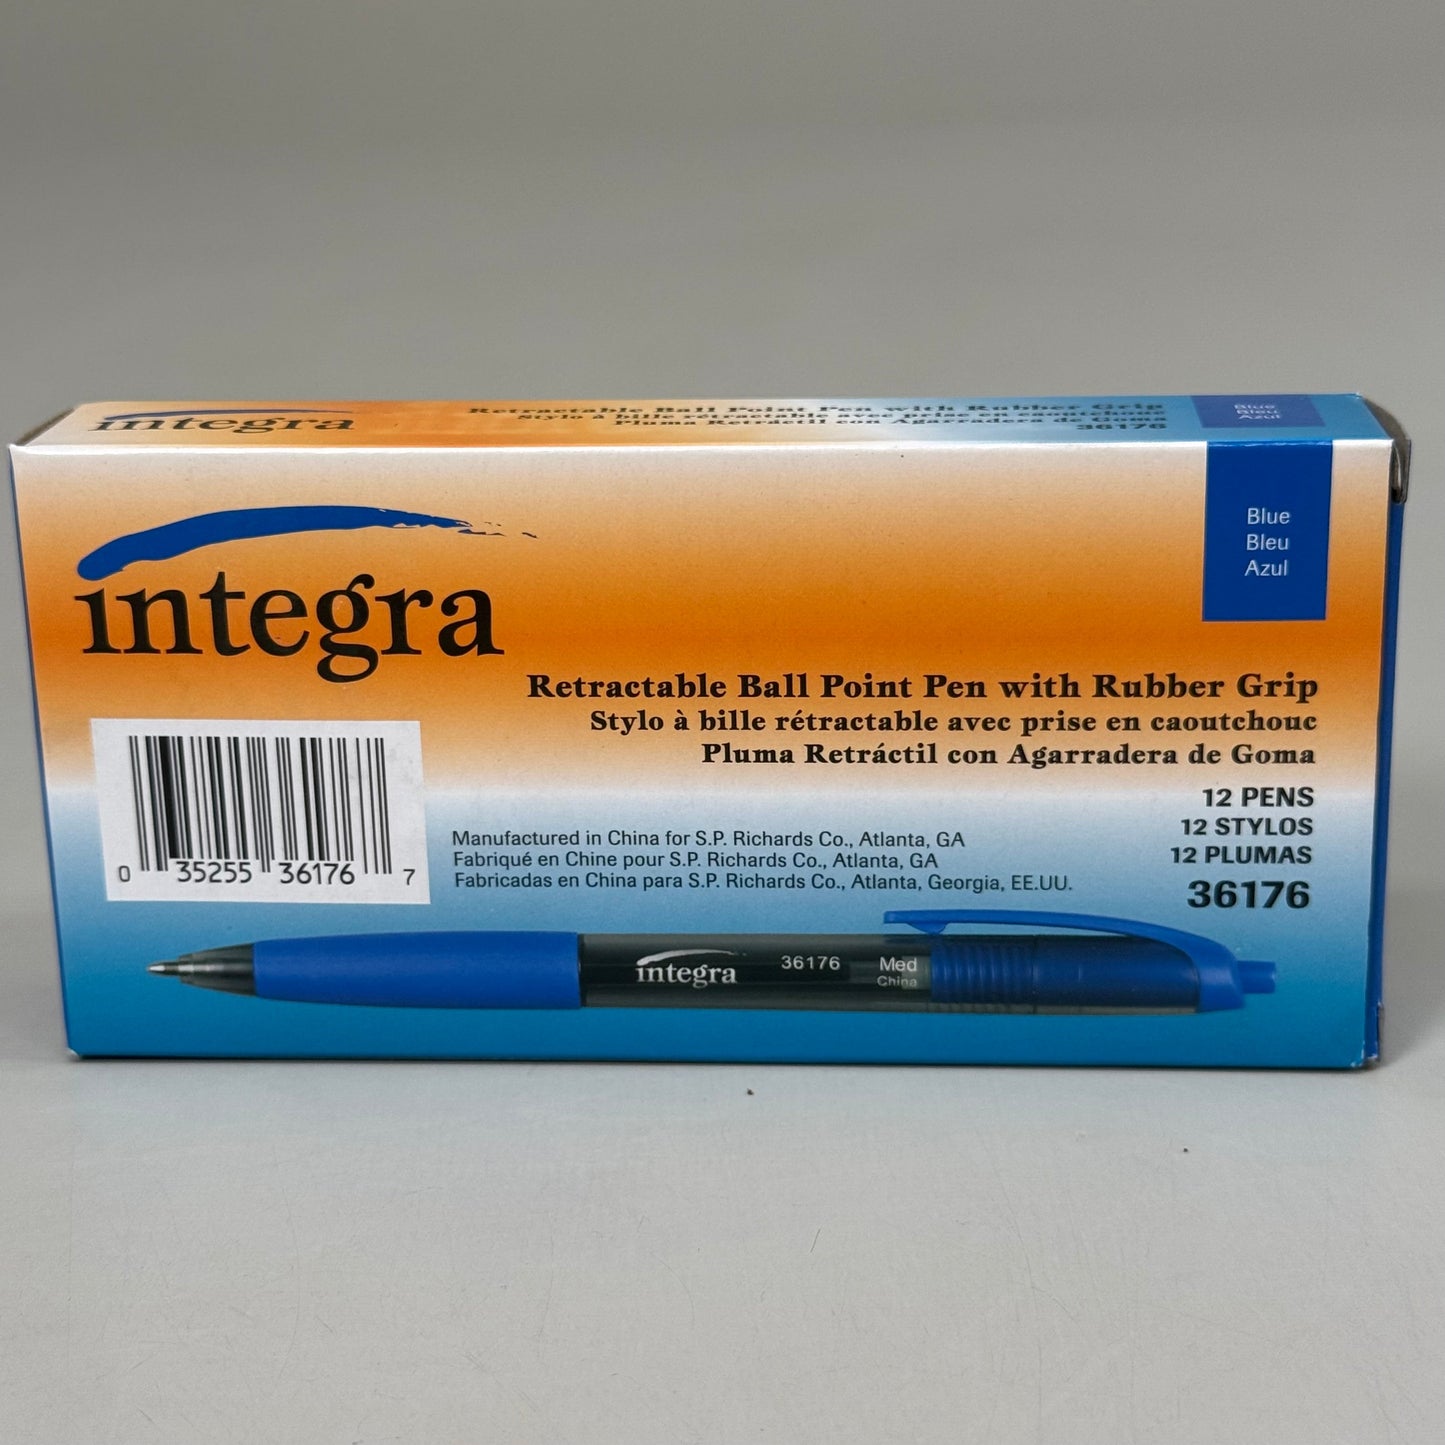 integra
Retractable Ball Point Pen with Rubber Grip
Stylo à bille rétractable avec prise en caoutchouc
Pluma Retráctil con Agarradera de Goma
36176
Blue
Bleu
Azul
integra
Blue
Bleu
Azul
Retractable Ball Point Pen with Rubber Grip
Stylo à bille rétractable avec prise en caoutchouc
Pluma Retráctil con Agarradera de Goma
12 PENS
12 STYLOS
12 PLUMAS
36176
0 35255 36176 7
Manufactured in China for S.P. Richards Co., Atlanta, GA
Fabriqué en Chine pour S.P. Richards Co., Atlanta, GA
Fabricadas en China para S.P. Richards Co., Atlanta, Georgia, EE.UU.
integra 36176 Med
China